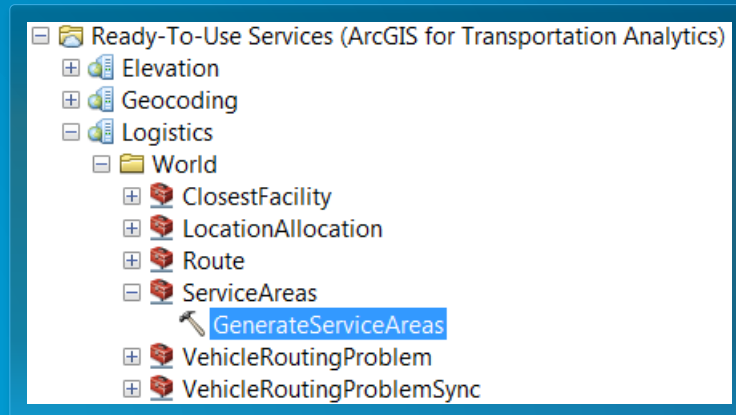 Ready-To-Use Services (ArcGIS for Transportation Analytics)
Elevation
Geocoding
Logistics
World
ClosestFacility
LocationAllocation
Route
ServiceAreas
GenerateServiceAreas
VehicleRoutingProblem
VehicleRoutingProblemSync